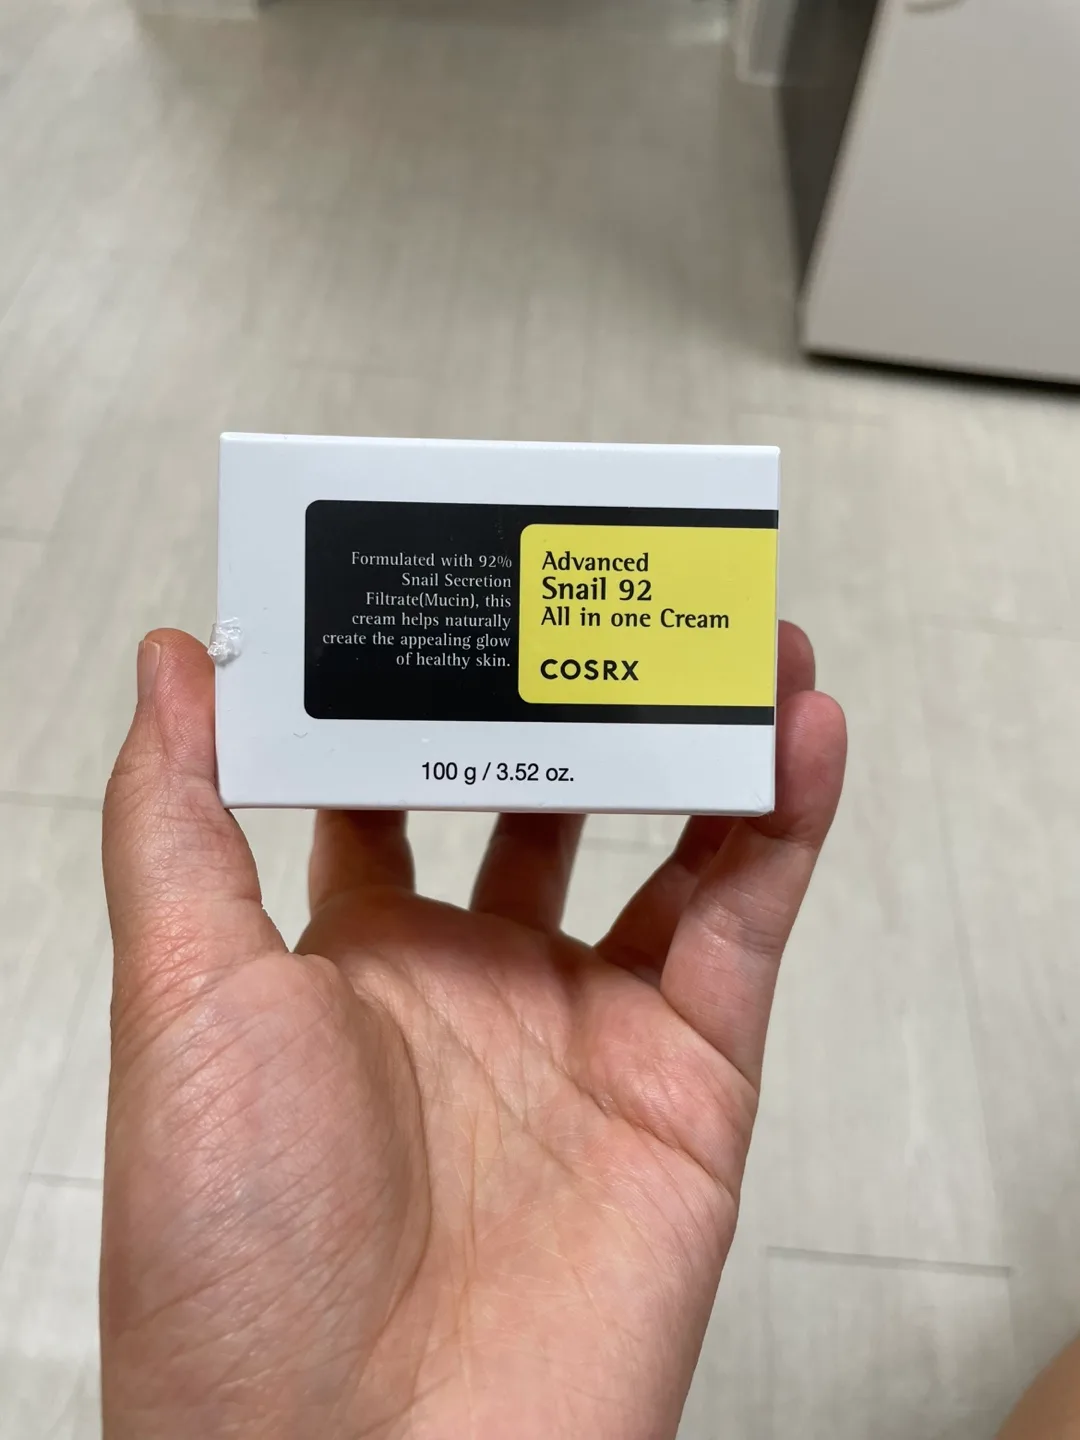 Formulated with 92%
Snail Secretion
Filtrate(Mucin), this
cream helps naturally
create the appealing glow
of healthy skin.
Advanced
Snail 92
All in one Cream
COSRX
100 g / 3.52 oz.